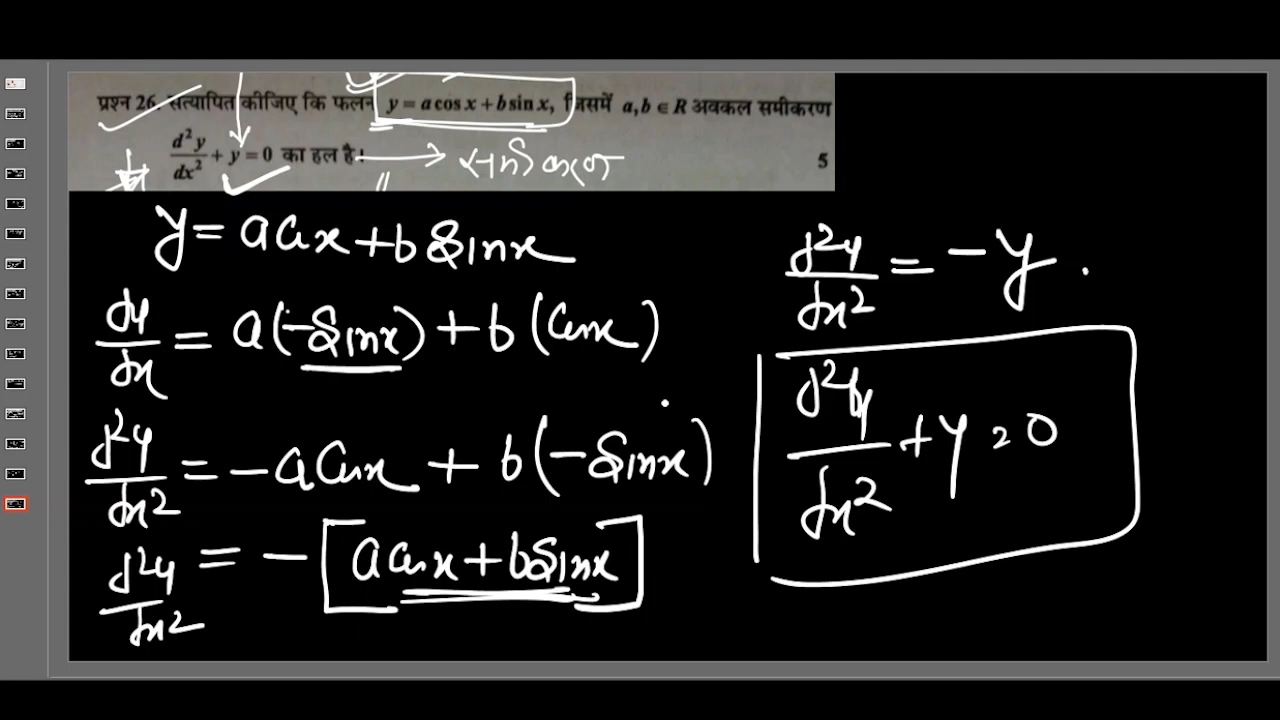 प्रश्न 26. सत्यापित कीजिए कि फलन y = a cos x + b sin x, जिसमें a, b ∈ R अवकल समीकरण
d²y/dx² + y = 0 का हल है। 5
y = a cos x + b sin x
dy/dx = a(-sin x) + b(cos x)
d²y/dx² = -a cos x + b(-sin x)
d²y/dx² = -[a cos x + b sin x]
d²y/dx² = -y.
d²y/dx² + y = 0